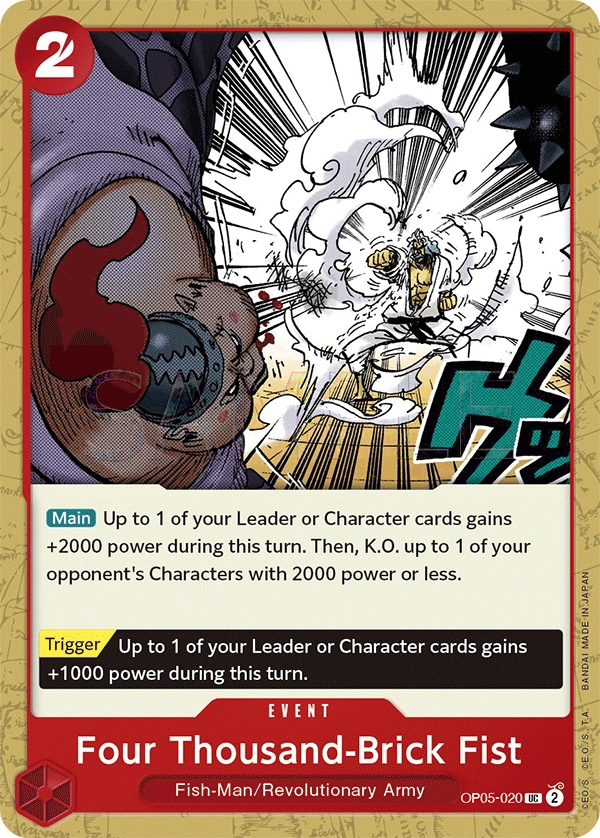 2
Main Up to 1 of your Leader or Character cards gains
+2000 power during this turn. Then, K.O. up to 1 of your
opponent's Characters with 2000 power or less.
Trigger Up to 1 of your Leader or Character cards gains
+1000 power during this turn.
EVENT
Four Thousand-Brick Fist
Fish-Man/Revolutionary Army
OP05-020 UC 2
©E.O/S. ©E.O./S.,T.A. BANDAI MADE IN JAPAN